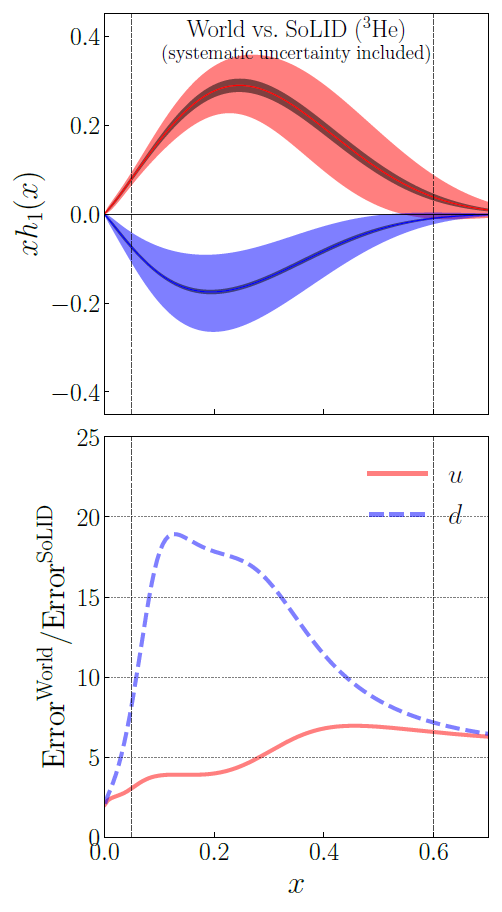 World vs. SoLID (³He)
(systematic uncertainty included)
xh₁(x)
0.4
0.2
0.0
−0.2
−0.4
Error^World/Error^SoLID
25
20
15
10
5
0
u
d
0.0 0.2 0.4 0.6
x